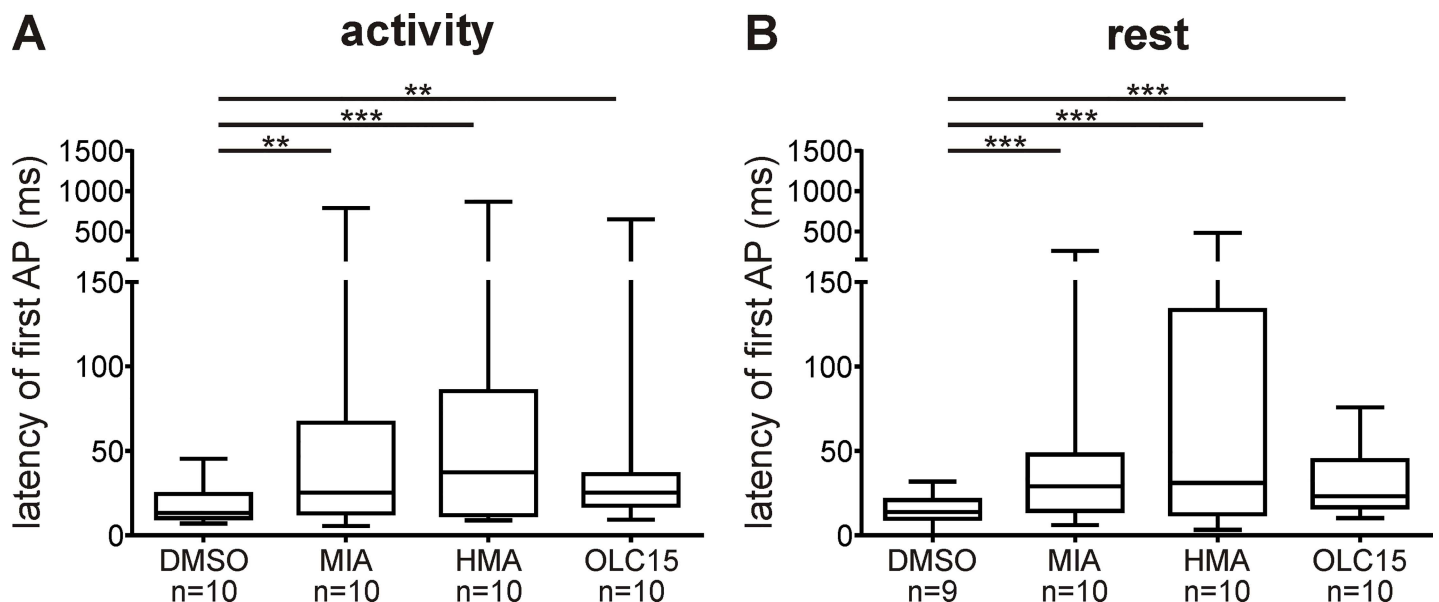 A
activity
**
***
**
latency of first AP (ms)
1500
1000
500
150
100
50
0
DMSO MIA HMA OLC15
n=10 n=10 n=10 n=10
B
rest
***
***
***
latency of first AP (ms)
1500
1000
500
150
100
50
0
DMSO MIA HMA OLC15
n=9 n=10 n=10 n=10